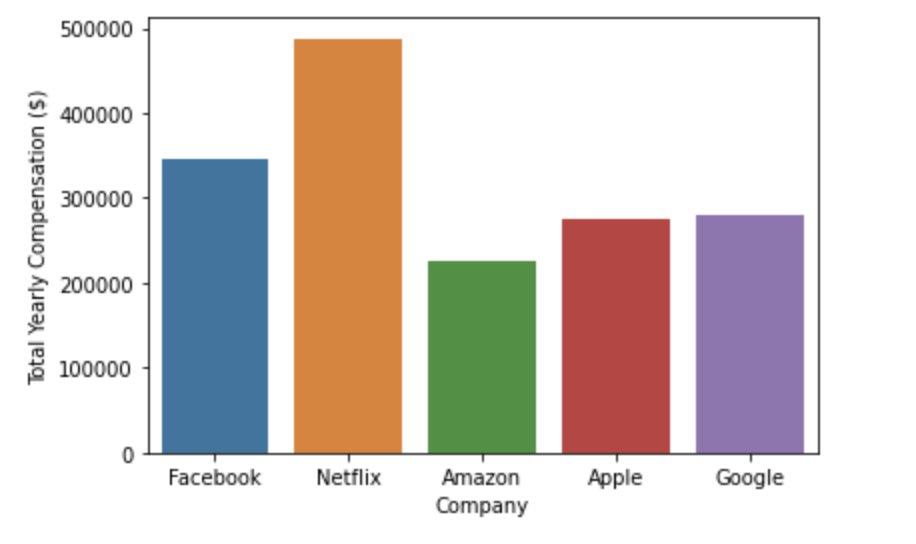 Total Yearly Compensation ($)
500000
400000
300000
200000
100000
0
Facebook Netflix Amazon Apple Google
Company